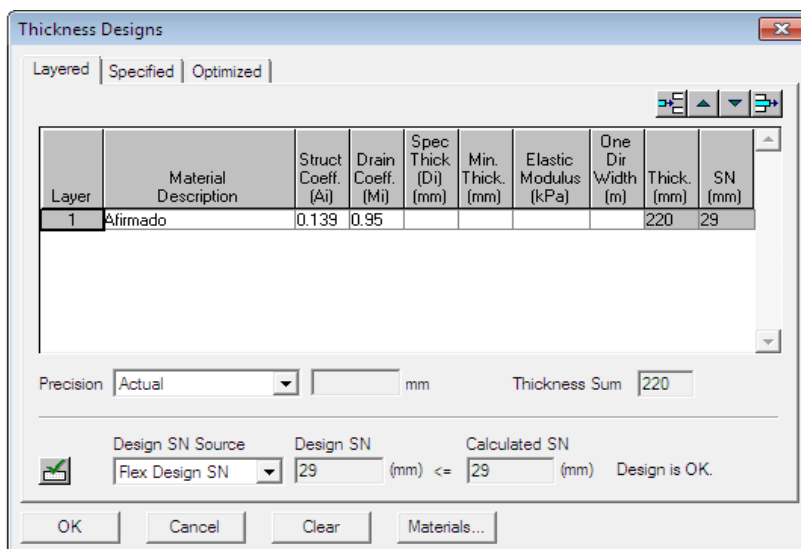 Thickness Designs
Layered Specified Optimized
Layer Material Description Struct Coeff. (Ai) Drain Coeff. (Mi) Spec Thick (Di) (mm) Min. Thick. (mm) Elastic Modulus (kPa) One Dir Width (m) Thick. (mm) SN (mm)
1 Afirmado 0.139 0.95 220 29
Precision Actual mm Thickness Sum 220
Design SN Source Design SN Calculated SN
Flex Design SN 29 (mm) <= 29 (mm) Design is OK.
OK Cancel Clear Materials...